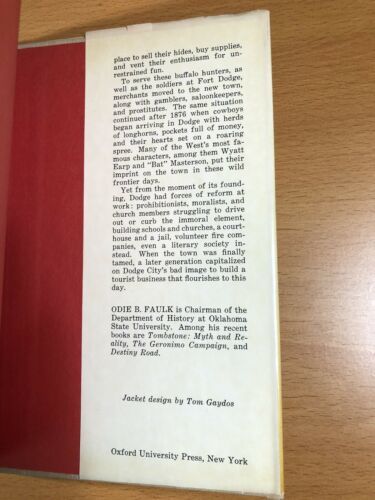 place to sell their hides, buy supplies,
and vent their enthusiasm for un-
restrained fun.
To serve these buffalo hunters, as
well as the soldiers at Fort Dodge,
merchants moved to the new town,
along with gamblers, saloonkeepers,
and prostitutes. The same situation
continued after 1876 when cowboys
began arriving in Dodge with herds
of longhorns, pockets full of money,
and their hearts set on a roaring
spree. Many of the West's most fa-
mous characters, among them Wyatt
Earp and "Bat" Masterson, put their
imprint on the town in these wild
frontier days.
Yet from the moment of its found-
ing, Dodge had forces of reform at
work: prohibitionists, moralists, and
church members struggling to drive
out or curb the immoral element,
building schools and churches, a court-
house and a jail, volunteer fire com-
panies, even a literary society in-
stead. When the town was finally
tamed, a later generation capitalized
on Dodge City's bad image to build a
tourist business that flourishes to this
day.
ODIE B. FAULK is Chairman of the
Department of History at Oklahoma
State University. Among his recent
books are Tombstone: Myth and Re-
ality, The Geronimo Campaign, and
Destiny Road.
Jacket design by Tom Gaydos
Oxford University Press, New York